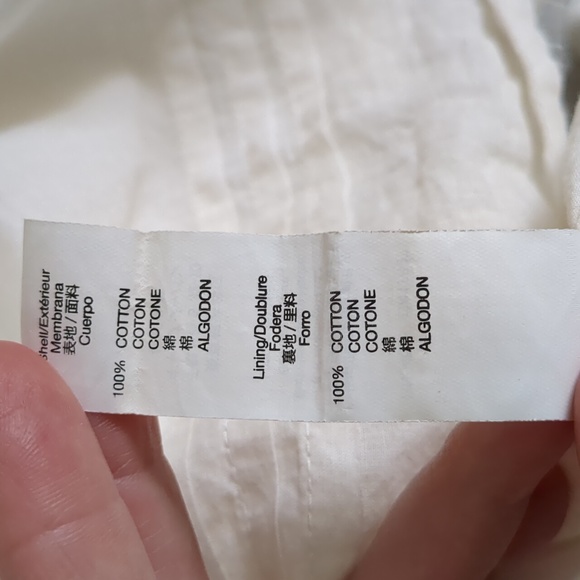 Shell/Extérieur
Membrana
表地 / 面料
Cuerpo
100% COTTON
COTON
COTONE
綿
棉
ALGODON
Lining/Doublure
Fodera
裏地 / 里料
Forro
100% COTTON
COTON
COTONE
綿
棉
ALGODON